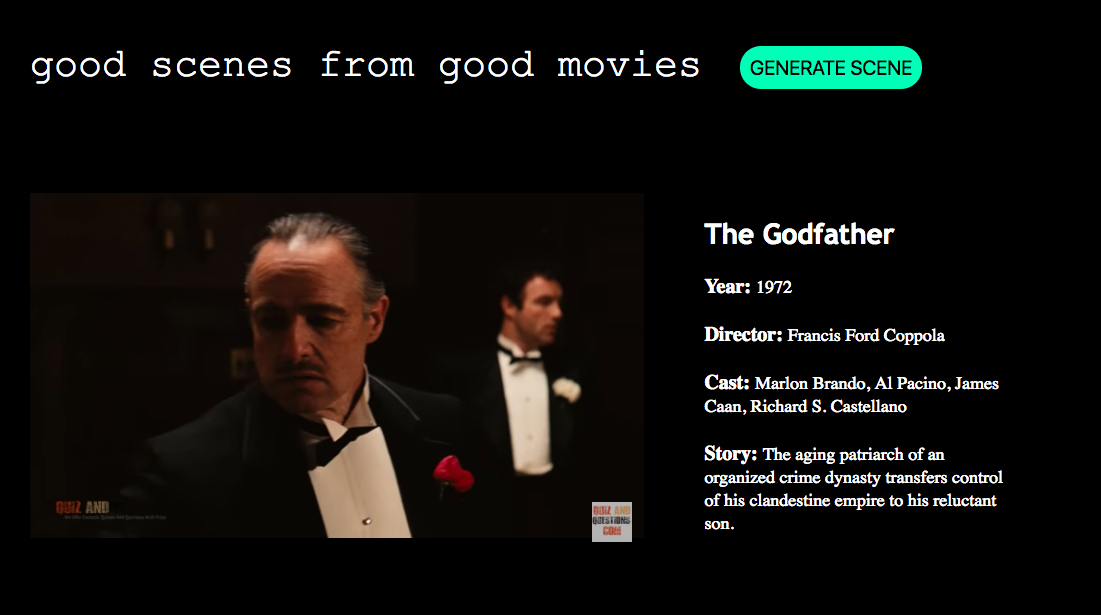 good scenes from good movies
GENERATE SCENE
The Godfather
Year: 1972
Director: Francis Ford Coppola
Cast: Marlon Brando, Al Pacino, James
Caan, Richard S. Castellano
Story: The aging patriarch of an
organized crime dynasty transfers control
of his clandestine empire to his reluctant
son.
QUIZ AND
QUIZ AND
QUESTIONS
COM